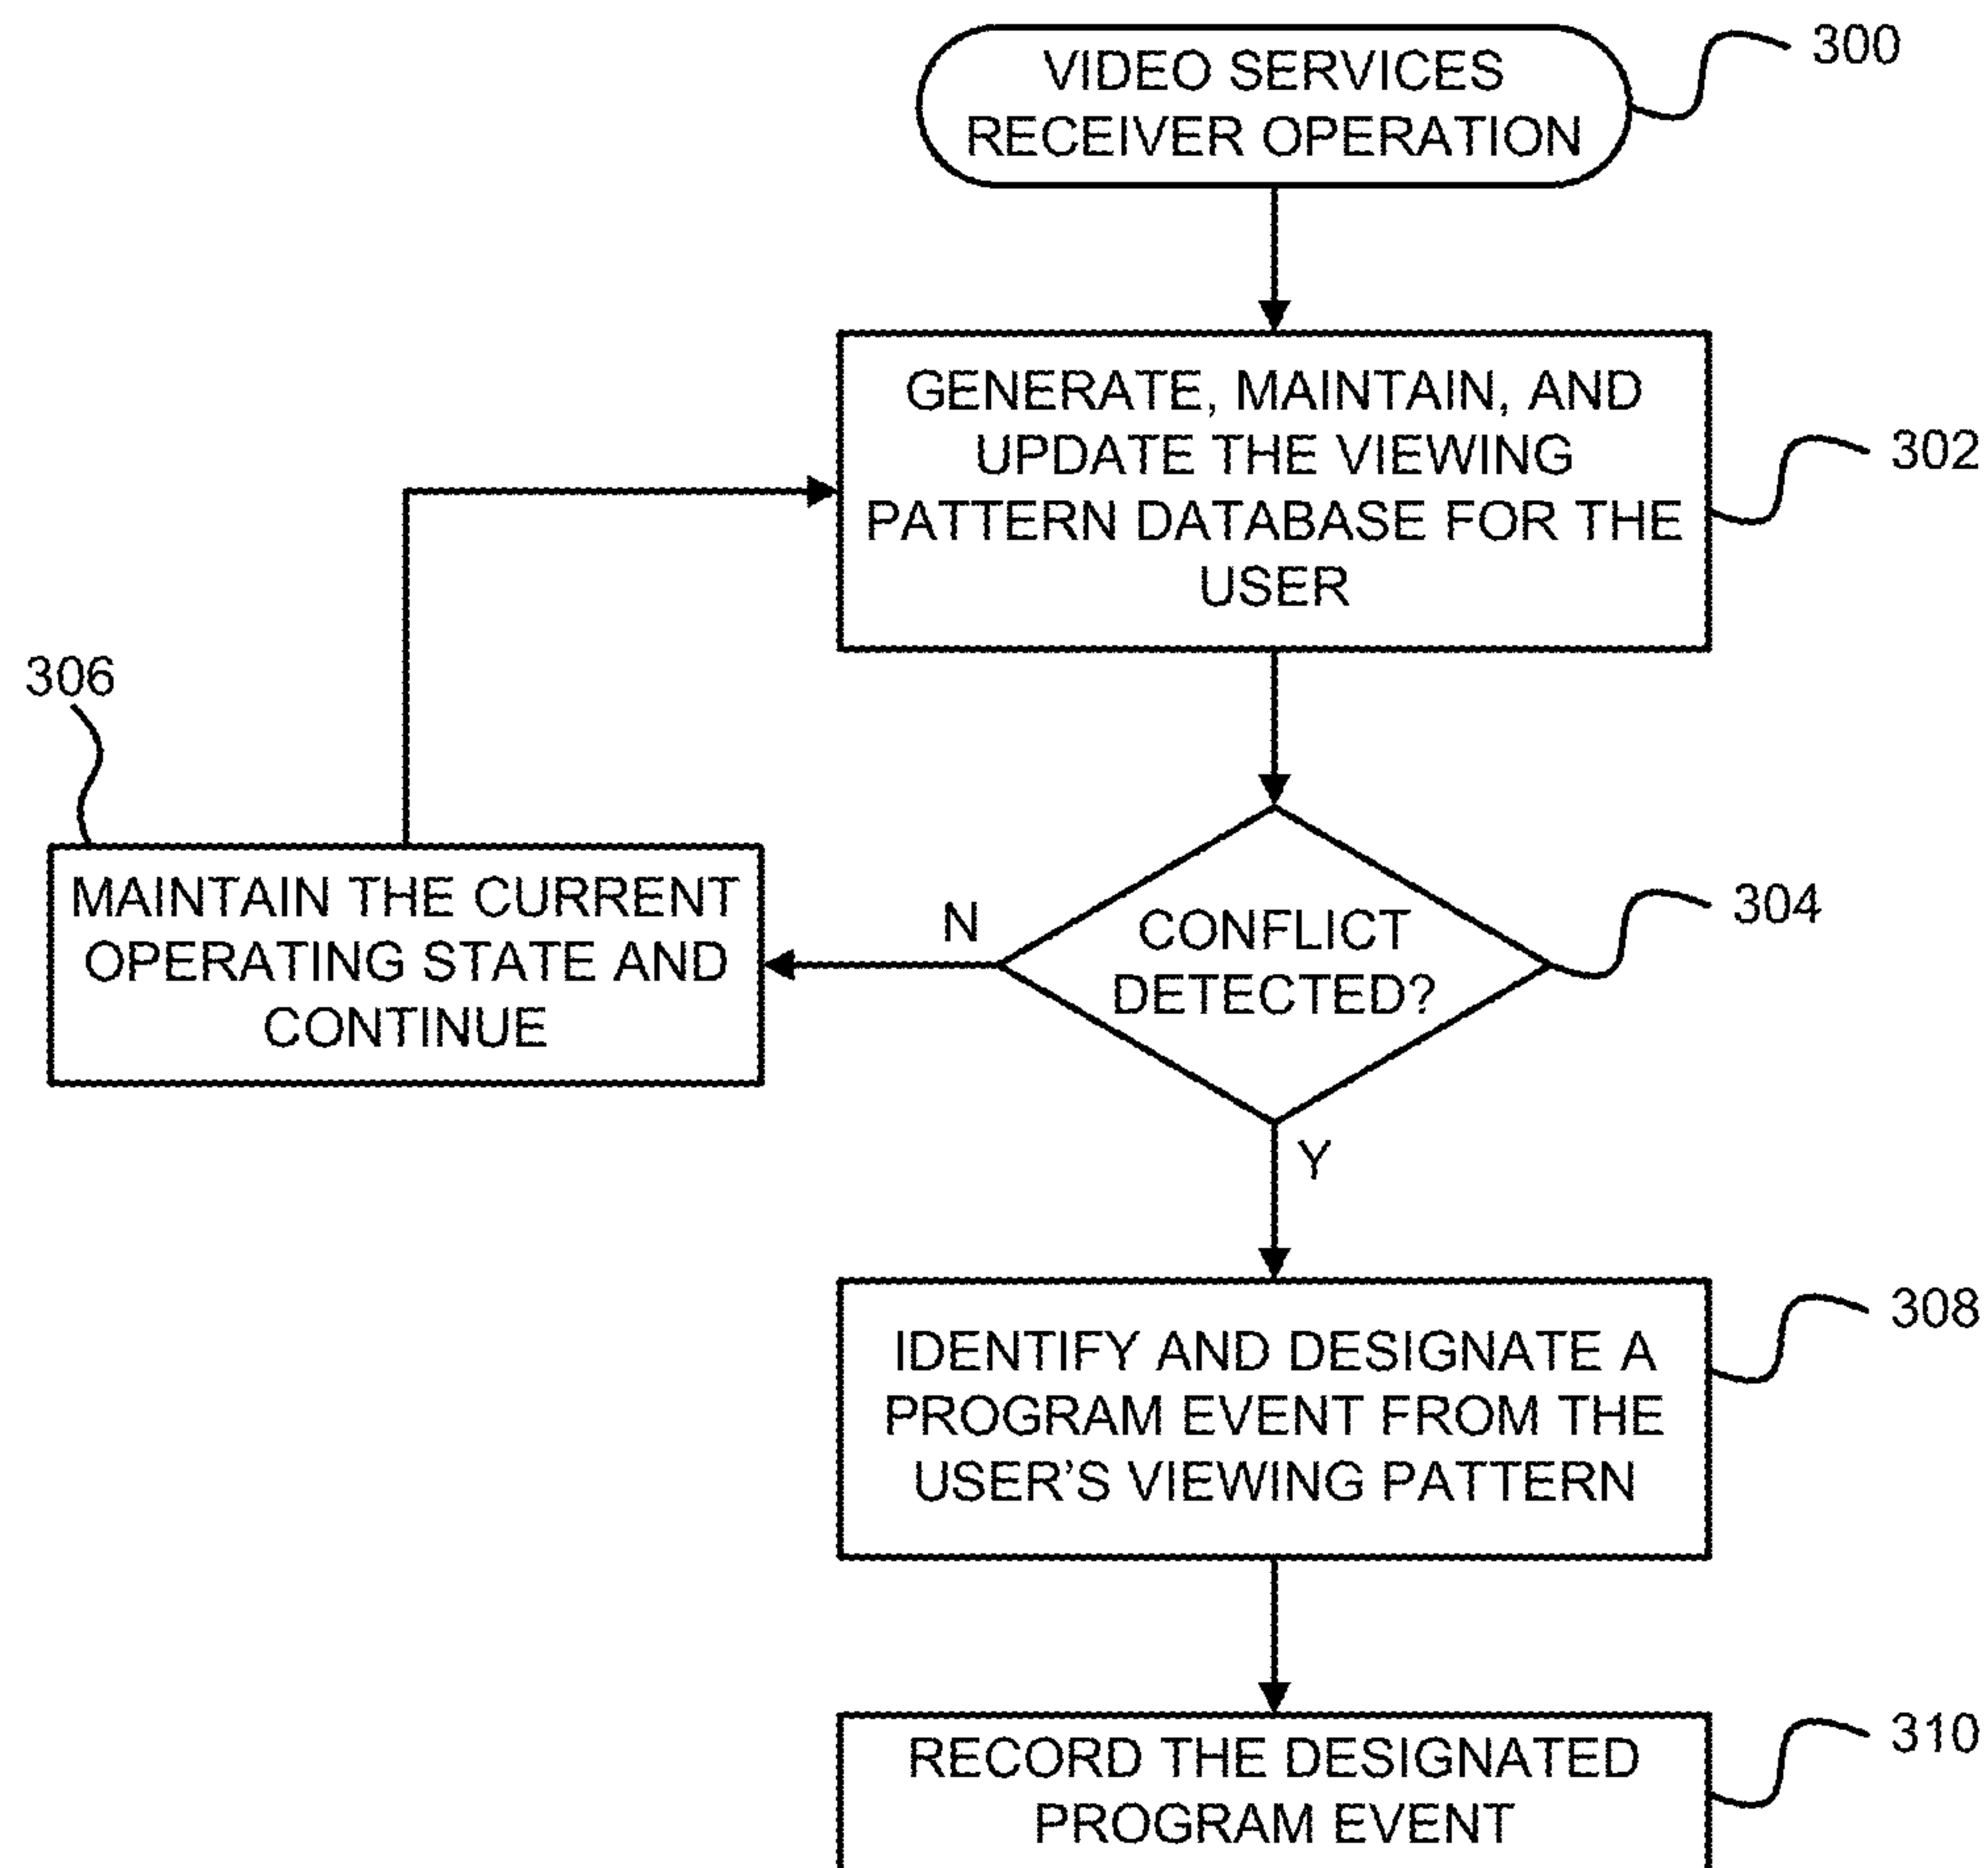 VIDEO SERVICES
RECEIVER OPERATION
300
GENERATE, MAINTAIN, AND
UPDATE THE VIEWING
PATTERN DATABASE FOR THE
USER
302
306
MAINTAIN THE CURRENT
OPERATING STATE AND
CONTINUE
N
CONFLICT
DETECTED?
304
Y
IDENTIFY AND DESIGNATE A
PROGRAM EVENT FROM THE
USER'S VIEWING PATTERN
308
RECORD THE DESIGNATED
PROGRAM EVENT
310